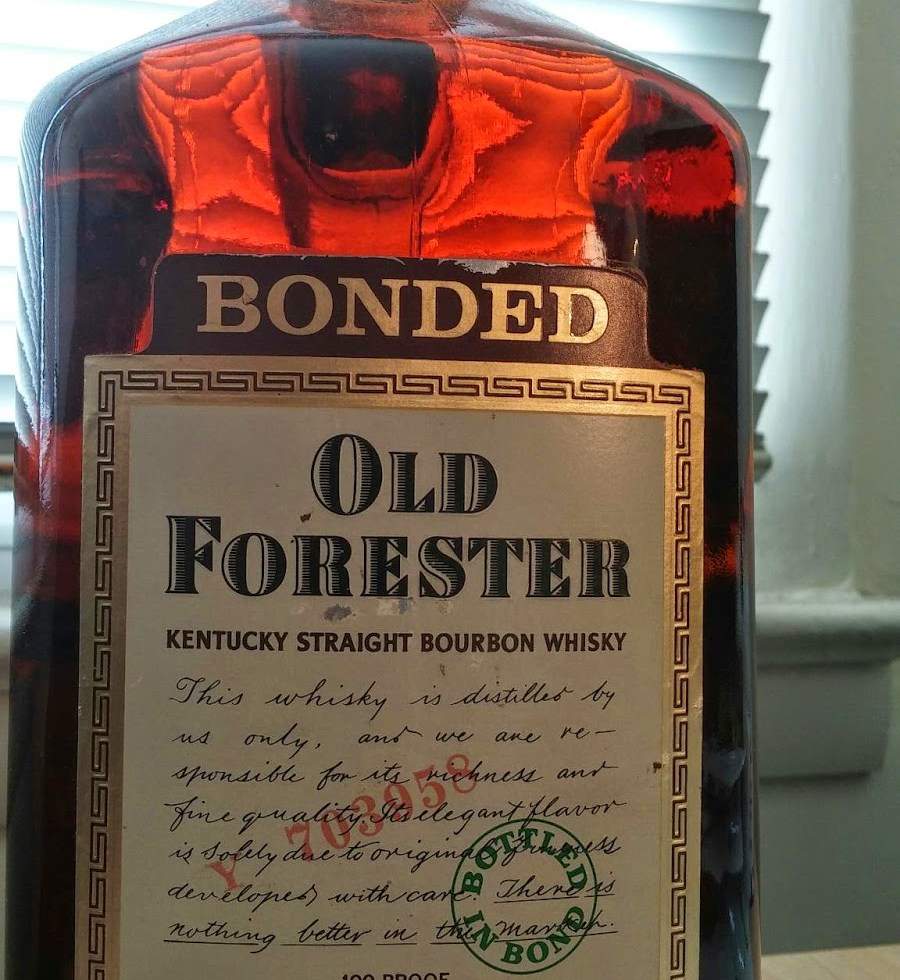 BONDED
OLD
FORESTER
KENTUCKY STRAIGHT BOURBON WHISKY
This whisky is distilled by
us only, and we are re-
sponsible for its richness and
fine quality. Its elegant flavor
is solely due to original fineness
developed with care. There is
nothing better in the market.
Y 703958
BOTTLED
IN BOND
100 PROOF